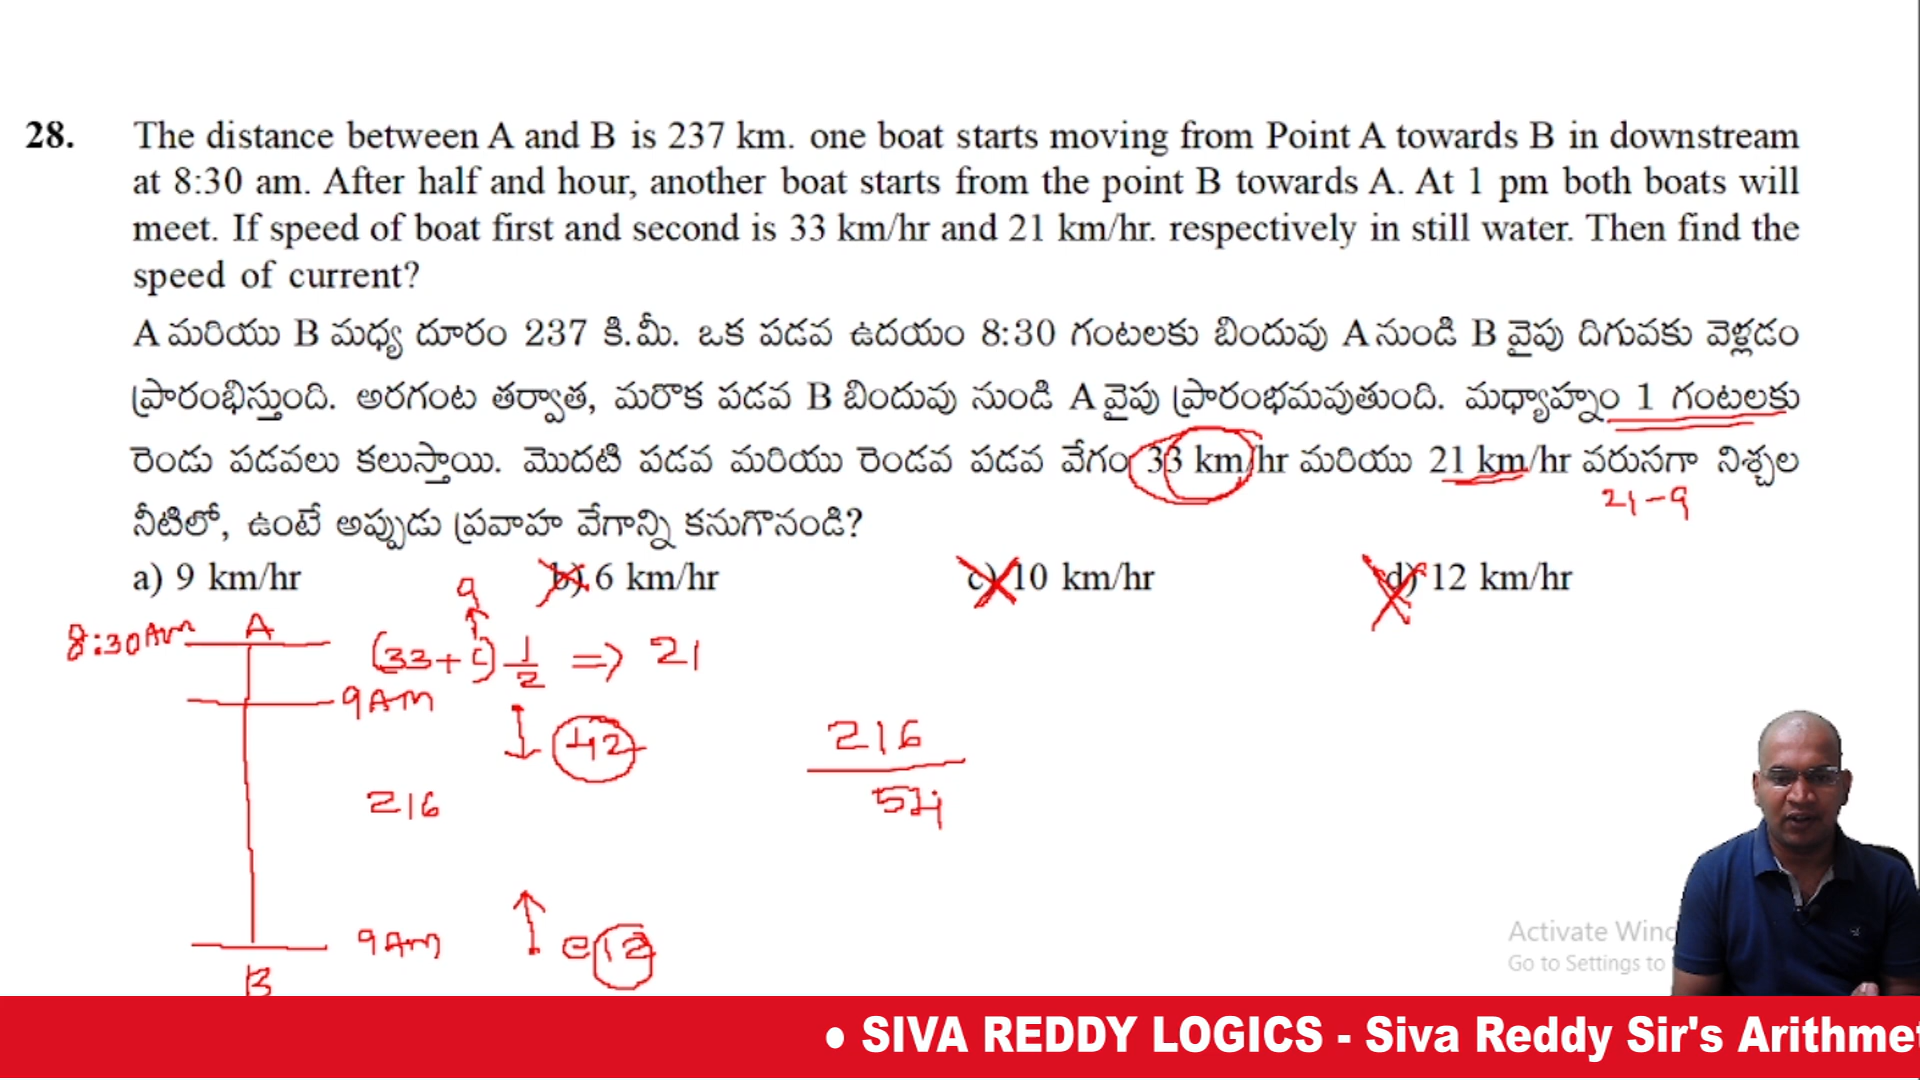 28. The distance between A and B is 237 km. one boat starts moving from Point A towards B in downstream
at 8:30 am. After half and hour, another boat starts from the point B towards A. At 1 pm both boats will
meet. If speed of boat first and second is 33 km/hr and 21 km/hr. respectively in still water. Then find the
speed of current?
A మరియు B మధ్య దూరం 237 కి.మీ. ఒక పడవ ఉదయం 8:30 గంటలకు బిందువు A నుండి B వైపు దిగువకు వెళ్లడం
ప్రారంభిస్తుంది. అరగంట తర్వాత, మరొక పడవ B బిందువు నుండి A వైపు ప్రారంభమవుతుంది. మధ్యాహ్నం 1 గంటలకు
రెండు పడవలు కలుస్తాయి. మొదటి పడవ మరియు రెండవ పడవ వేగం 33 km/hr మరియు 21 km/hr వరుసగా నిశ్చల
21-9
నీటిలో, ఉంటే అప్పుడు ప్రవాహ వేగాన్ని కనుగొనండి?
a) 9 km/hr b) 6 km/hr c) 10 km/hr d) 12 km/hr
9
8:30 AM A (33+c) 1/2 => 21
9 AM
42
216
54
216
9 AM 12
B
Activate Wind
Go to Settings to
• SIVA REDDY LOGICS - Siva Reddy Sir's Arithme